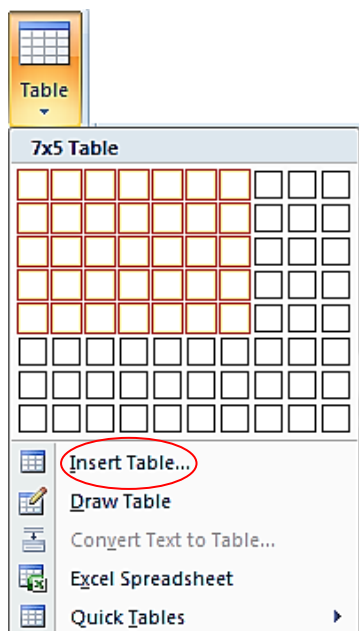 Table
7x5 Table
Insert Table...
Draw Table
Convert Text to Table...
Excel Spreadsheet
Quick Tables